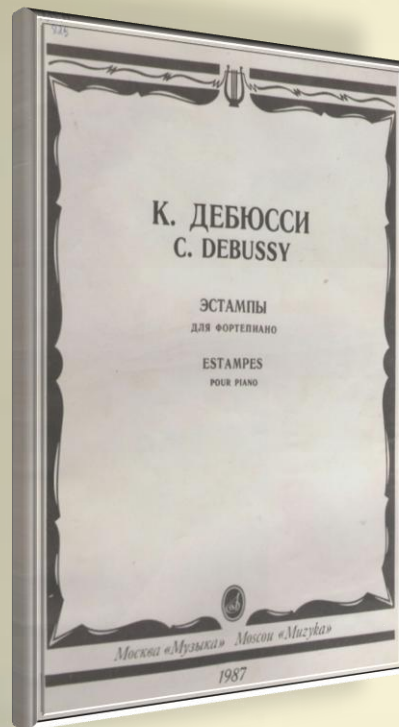 К. ДЕБЮССИ
C. DEBUSSY
ЭСТАМПЫ
ДЛЯ ФОРТЕПИАНО
ESTAMPES
POUR PIANO
Москва «Музыка» Moscou «Muzyka»
1987